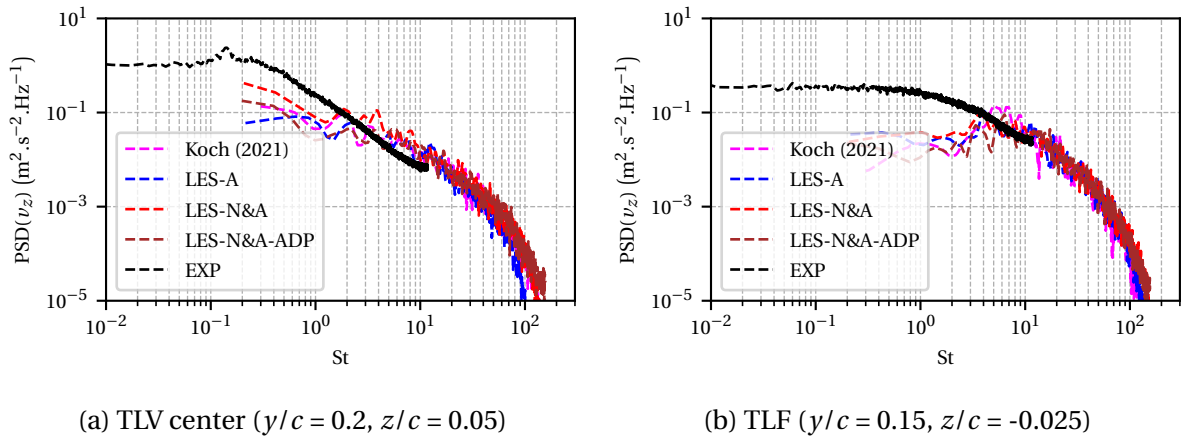 10^1
10^-1
10^-3
10^-5
PSD(v_z) (m^2.s^-2.Hz^-1)
Koch (2021)
LES-A
LES-N&A
LES-N&A-ADP
EXP
10^-2
10^-1
10^0
10^1
10^2
St
(a) TLV center (y/c = 0.2, z/c = 0.05)
10^1
10^-1
10^-3
10^-5
PSD(v_z) (m^2.s^-2.Hz^-1)
Koch (2021)
LES-A
LES-N&A
LES-N&A-ADP
EXP
10^-2
10^-1
10^0
10^1
10^2
St
(b) TLF (y/c = 0.15, z/c = -0.025)